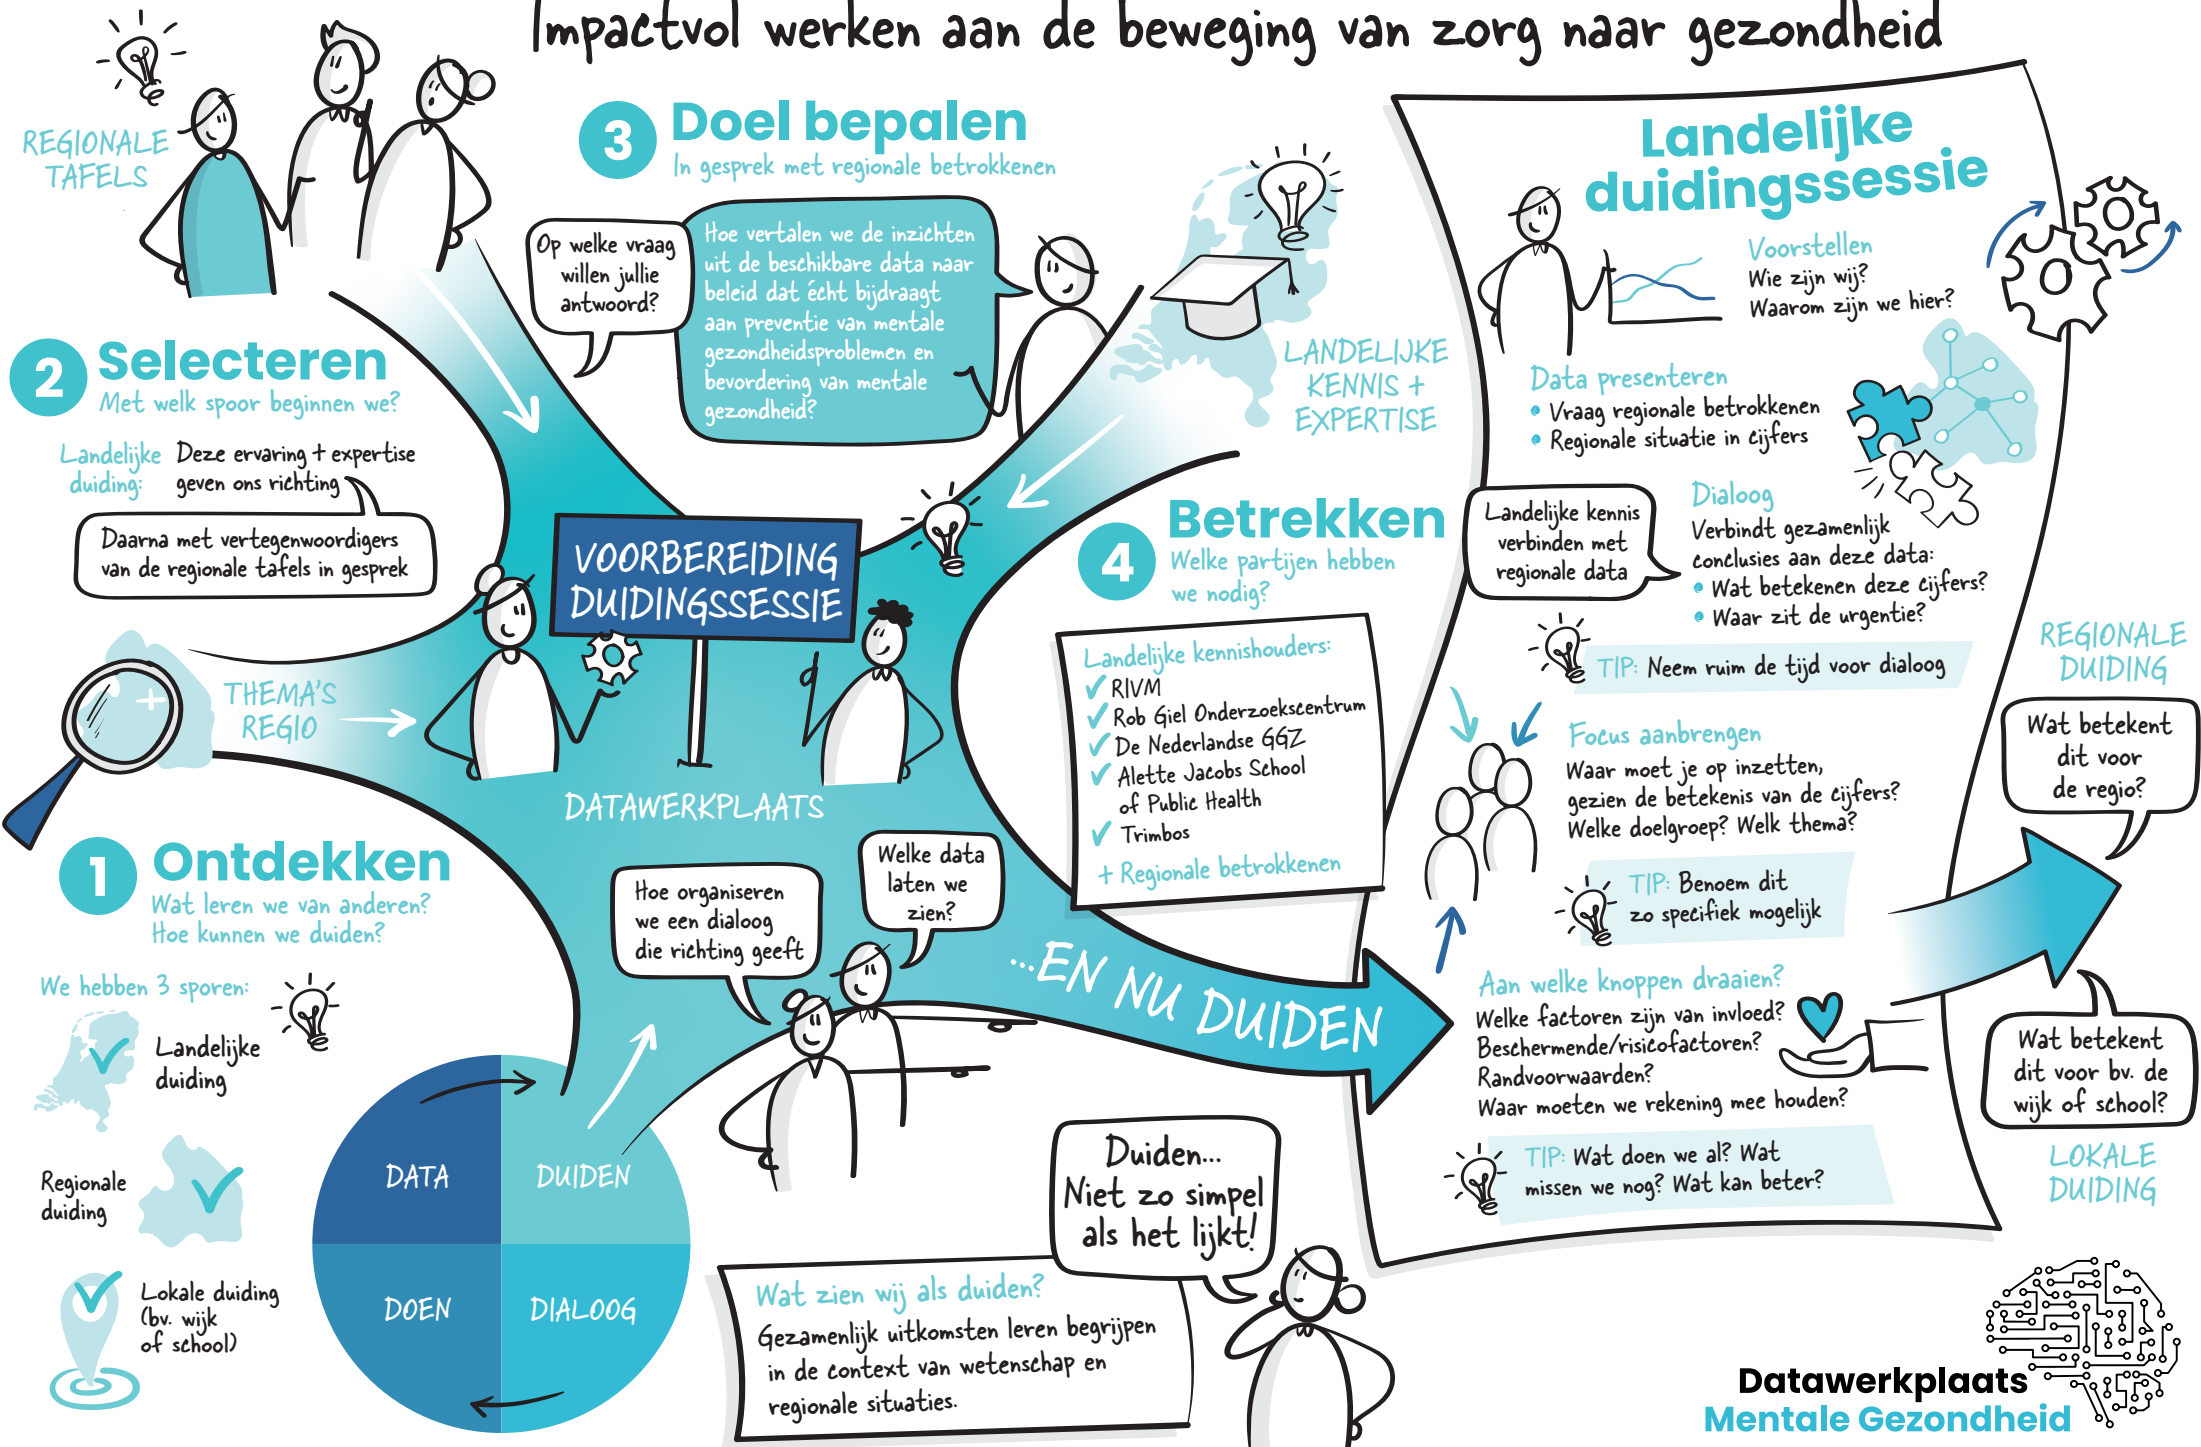 Impactvol werken aan de beweging van zorg naar gezondheid
REGIONALE
TAFELS
3
Doel bepalen
In gesprek met regionale betrokkenen
Op welke vraag
willen jullie
antwoord?
Hoe vertalen we de inzichten
uit de beschikbare data naar
beleid dat écht bijdraagt
aan preventie van mentale
gezondheidsproblemen en
bevordering van mentale
gezondheid?
LANDELIJKE
KENNIS +
EXPERTISE
2
Selecteren
Met welk spoor beginnen we?
Landelijke
duiding:
Deze ervaring + expertise
geven ons richting
Daarna met vertegenwoordigers
van de regionale tafels in gesprek
THEMA'S
REGIO
VOORBEREIDING
DUIDINGSSESSIE
DATAWERKPLAATS
4
Betrekken
Welke partijen hebben
we nodig?
Landelijke kennishouders:
RIVM
Rob Giel Onderzoekscentrum
De Nederlandse GGZ
Alette Jacobs School
of Public Health
Trimbos
+ Regionale betrokkenen
1
Ontdekken
Wat leren we van anderen?
Hoe kunnen we duiden?
We hebben 3 sporen:
Landelijke
duiding
Regionale
duiding
Lokale duiding
(bv. wijk
of school)
DATA
DUIDEN
DOEN
DIALOOG
Hoe organiseren
we een dialoog
die richting geeft
Welke data
laten we
zien?
...EN NU DUIDEN
Duiden...
Niet zo simpel
als het lijkt!
Wat zien wij als duiden?
Gezamenlijk uitkomsten leren begrijpen
in de context van wetenschap en
regionale situaties.
Landelijke
duidingssessie
Voorstellen
Wie zijn wij?
Waarom zijn we hier?
Data presenteren
• Vraag regionale betrokkenen
• Regionale situatie in cijfers
Landelijke kennis
verbinden met
regionale data
Dialoog
Verbindt gezamenlijk
conclusies aan deze data:
• Wat betekenen deze cijfers?
• Waar zit de urgentie?
TIP: Neem ruim de tijd voor dialoog
Focus aanbrengen
Waar moet je op inzetten,
gezien de betekenis van de cijfers?
Welke doelgroep? Welk thema?
TIP: Benoem dit
zo specifiek mogelijk
Aan welke knoppen draaien?
Welke factoren zijn van invloed?
Beschermende/risicofactoren?
Randvoorwaarden?
Waar moeten we rekening mee houden?
TIP: Wat doen we al? Wat
missen we nog? Wat kan beter?
REGIONALE
DUIDING
Wat betekent
dit voor
de regio?
Wat betekent
dit voor bv. de
wijk of school?
LOKALE
DUIDING
Datawerkplaats
Mentale Gezondheid